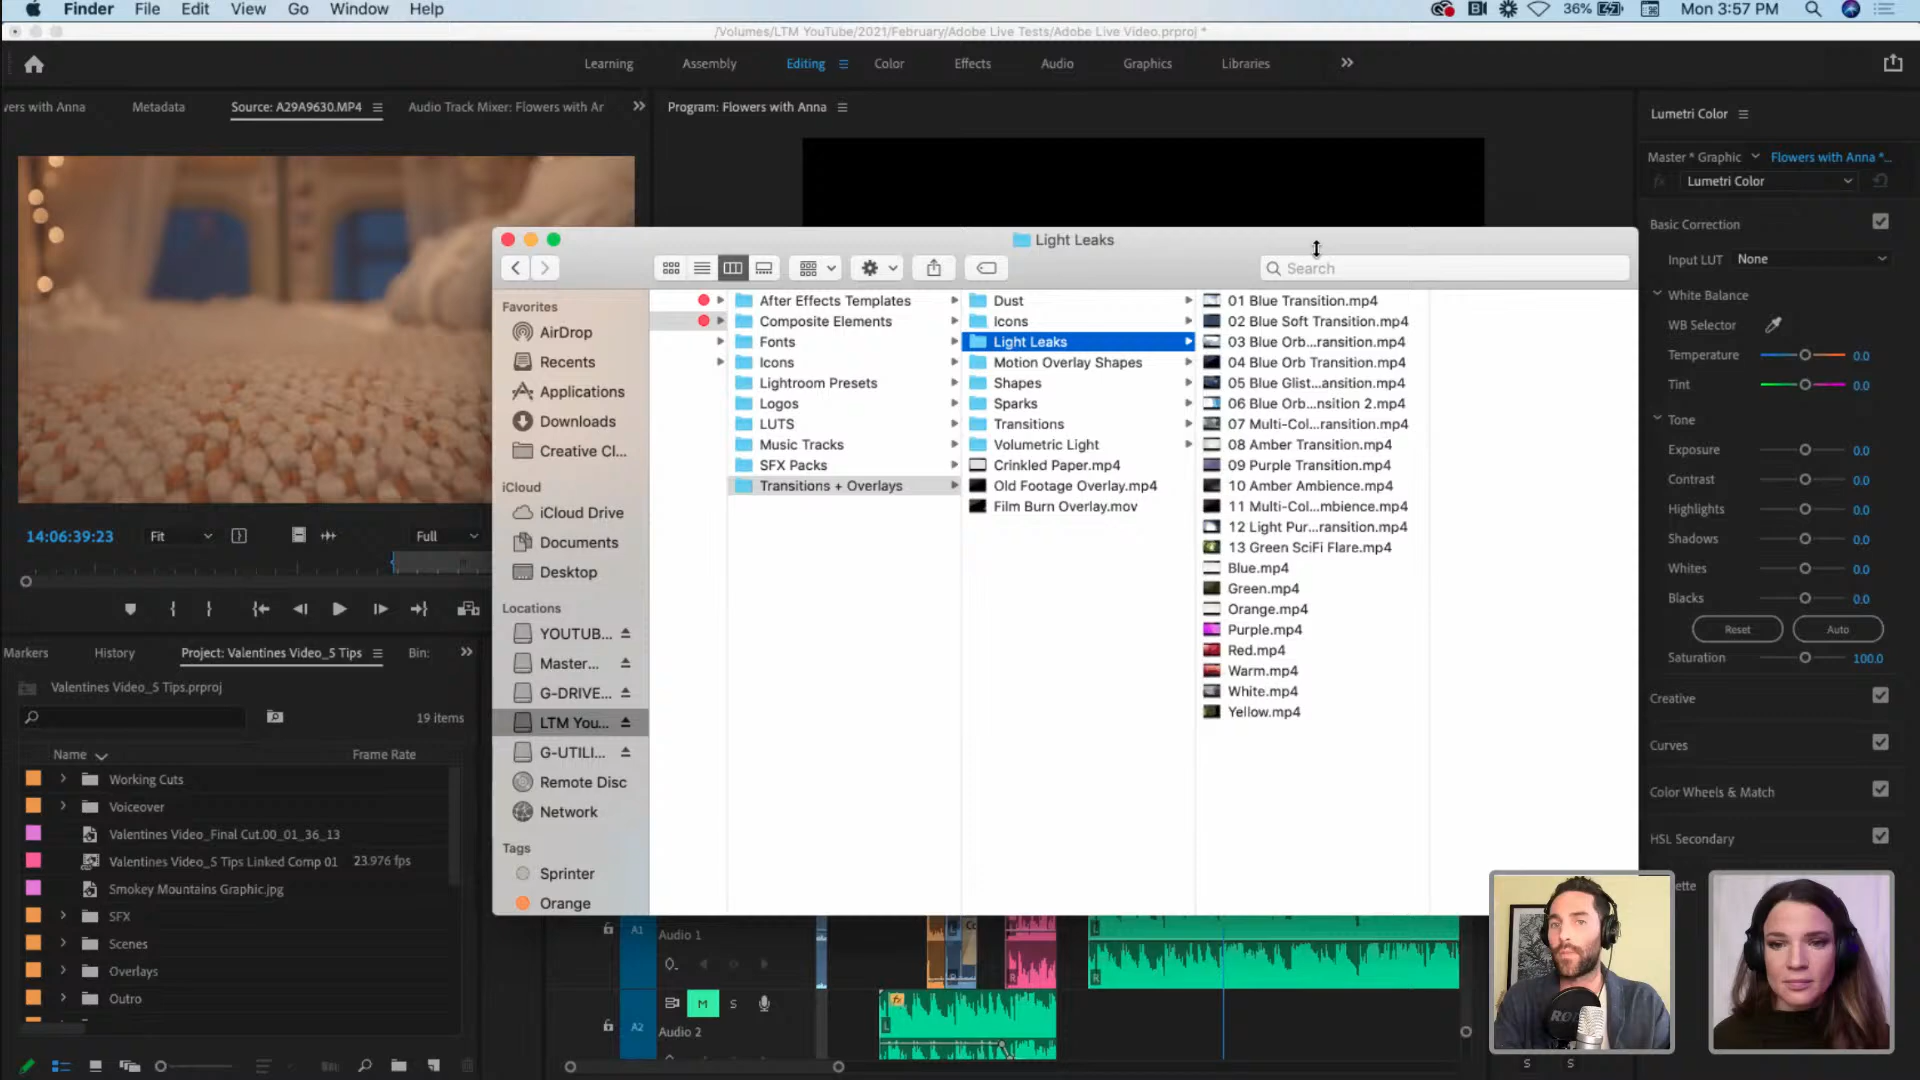 Finder File Edit View Go Window Help
36% Mon 3:57 PM
/Volumes/LTM YouTube/2021/February/Adobe Live Tests/Adobe Live Video.prproj *
Learning Assembly Editing Color Effects Audio Graphics Libraries
vers with Anna Metadata Source: A29A9630.MP4 Audio Track Mixer: Flowers with Ar
Program: Flowers with Anna
Lumetri Color
Master * Graphic Flowers with Anna *...
fx Lumetri Color
Basic Correction
Input LUT None
White Balance
WB Selector
Temperature 0.0
Tint 0.0
Tone
Exposure 0.0
Contrast 0.0
Highlights 0.0
Shadows 0.0
Whites 0.0
Blacks 0.0
Reset Auto
Saturation 100.0
Creative
Curves
Color Wheels & Match
HSL Secondary
ette
Light Leaks
Search
Favorites
AirDrop
Recents
Applications
Downloads
Creative Cl...
iCloud
iCloud Drive
Documents
Desktop
Locations
YOUTUB...
Master...
G-DRIVE...
LTM You...
G-UTILI...
Remote Disc
Network
Tags
Sprinter
Orange
After Effects Templates
Composite Elements
Fonts
Icons
Lightroom Presets
Logos
LUTS
Music Tracks
SFX Packs
Transitions + Overlays
Dust
Icons
Light Leaks
Motion Overlay Shapes
Shapes
Sparks
Transitions
Volumetric Light
Crinkled Paper.mp4
Old Footage Overlay.mp4
Film Burn Overlay.mov
01 Blue Transition.mp4
02 Blue Soft Transition.mp4
03 Blue Orb...ransition.mp4
04 Blue Orb Transition.mp4
05 Blue Glist...ansition.mp4
06 Blue Orb...nsition 2.mp4
07 Multi-Col...ransition.mp4
08 Amber Transition.mp4
09 Purple Transition.mp4
10 Amber Ambience.mp4
11 Multi-Col...mbience.mp4
12 Light Pur...ransition.mp4
13 Green SciFi Flare.mp4
Blue.mp4
Green.mp4
Orange.mp4
Purple.mp4
Red.mp4
Warm.mp4
White.mp4
Yellow.mp4
14:06:39:23 Fit Full
Markers History Project: Valentines Video_5 Tips Bin:
Valentines Video_5 Tips.prproj
19 items
Name Frame Rate
Working Cuts
Voiceover
Valentines Video_Final Cut.00_01_36_13
Valentines Video_5 Tips Linked Comp 01 23.976 fps
Smokey Mountains Graphic.jpg
SFX
Scenes
Overlays
Outro
A1 Audio 1
M S
A2 Audio 2
L
R
S S